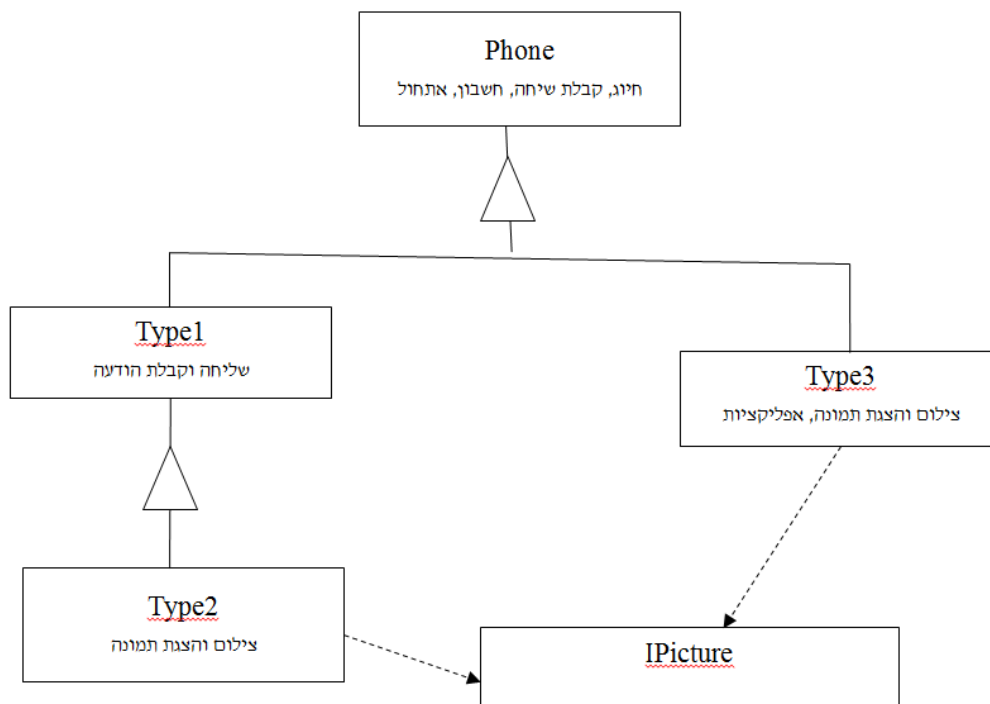 Phone
חיוג, קבלת שיחה, חשבון, אתחול
Type1
שליחה וקבלת הודעה
Type3
צילום והצגת תמונה, אפליקציות
Type2
צילום והצגת תמונה
IPicture